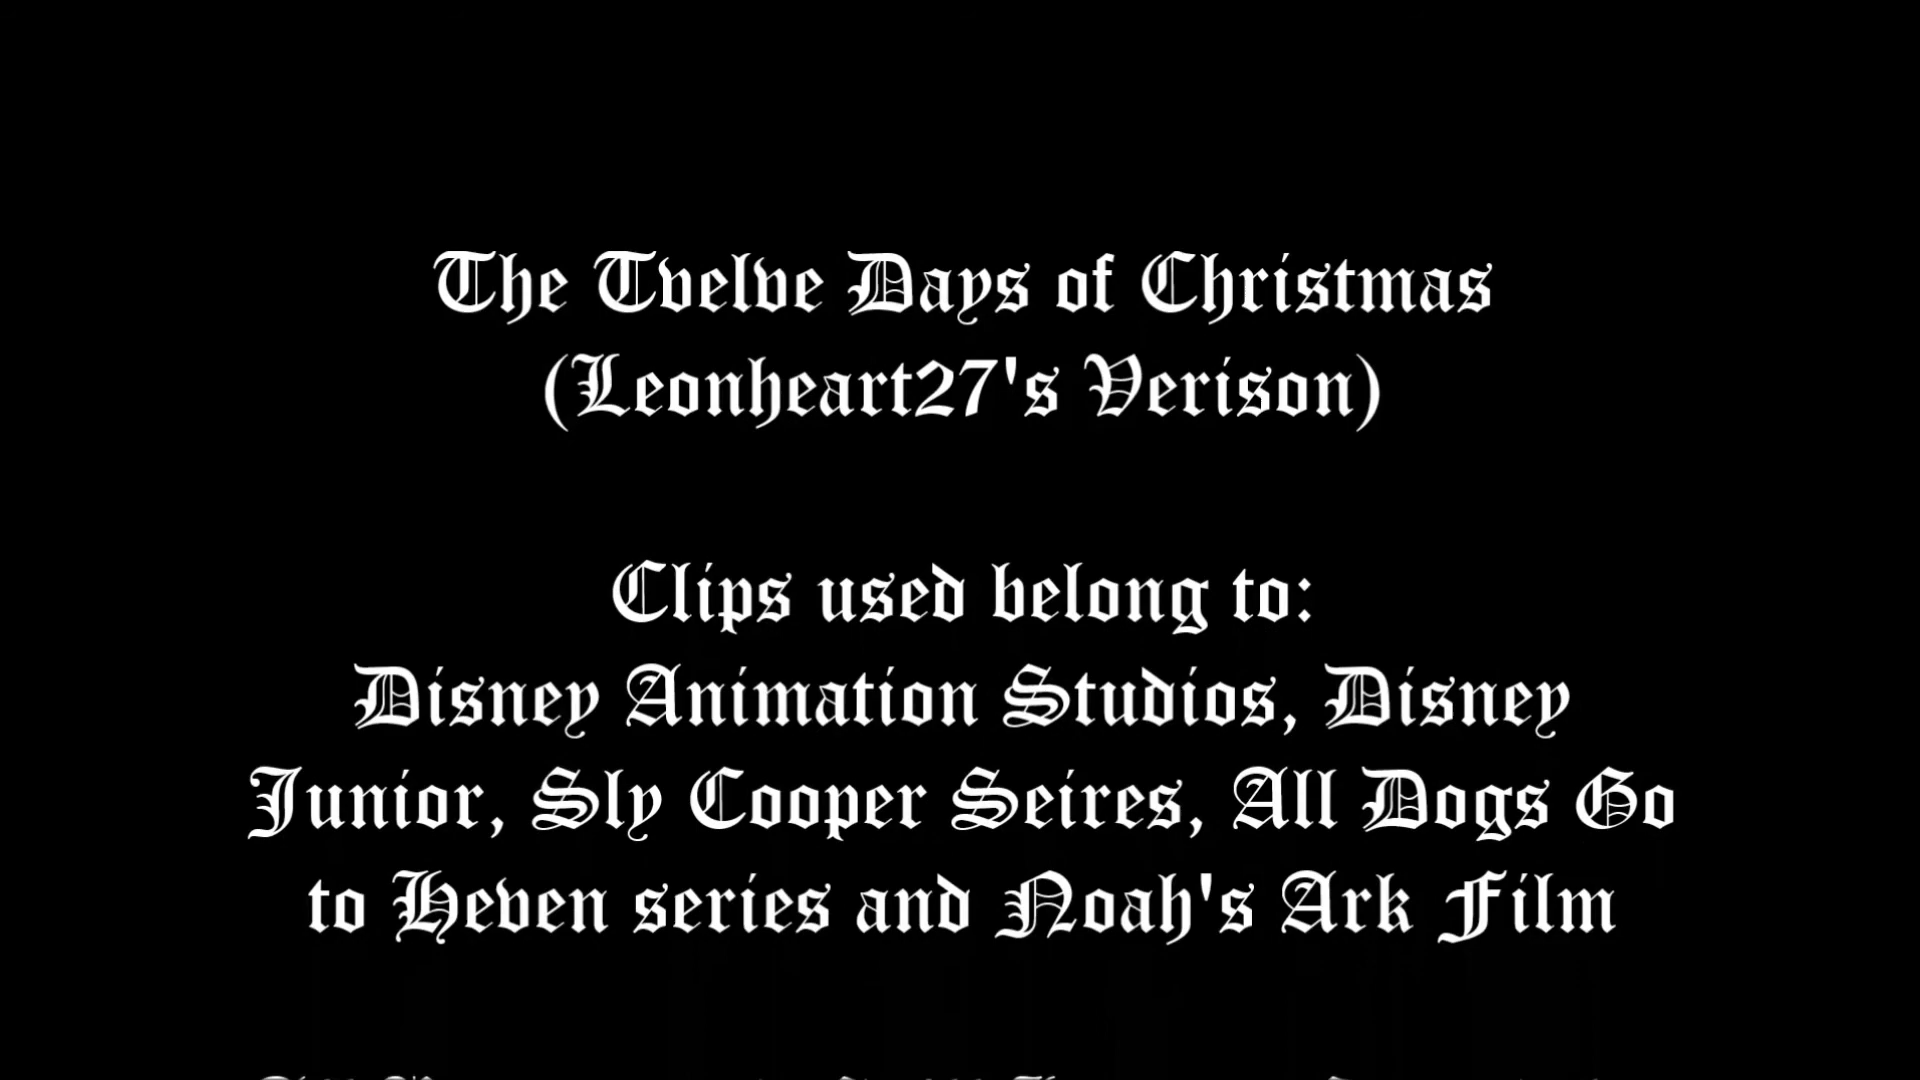 The Tvelve Days of Christmas
(Leonheart27's Verison)
Clips used belong to:
Disney Animation Studios, Disney
Junior, Sly Cooper Seires, All Dogs Go
to Heven series and Noah's Ark Film